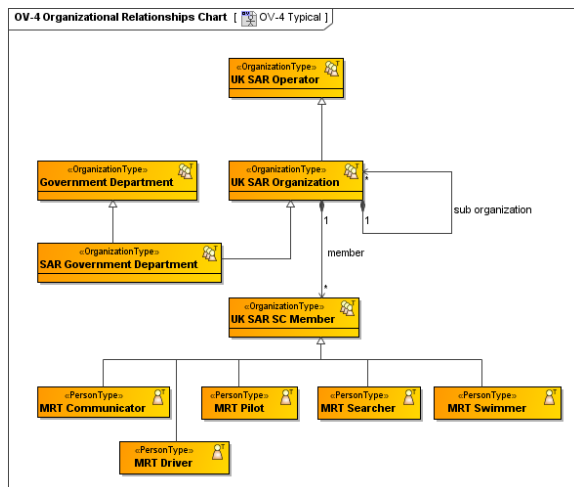 OV-4 Organizational Relationships Chart [ OV-4 Typical ]
«OrganizationType»
UK SAR Operator
«OrganizationType»
Government Department
«OrganizationType»
UK SAR Organization
*
1
1
sub organization
«OrganizationType»
SAR Government Department
member
*
«OrganizationType»
UK SAR SC Member
«PersonType»
MRT Communicator
«PersonType»
MRT Pilot
«PersonType»
MRT Searcher
«PersonType»
MRT Swimmer
«PersonType»
MRT Driver